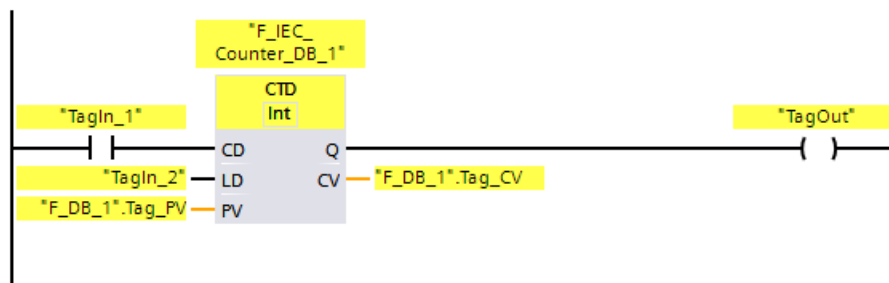 "F_IEC_
Counter_DB_1"
CTD
Int
"TagIn_1"
"TagOut"
CD Q
"TagIn_2" LD CV "F_DB_1".Tag_CV
"F_DB_1".Tag_PV PV